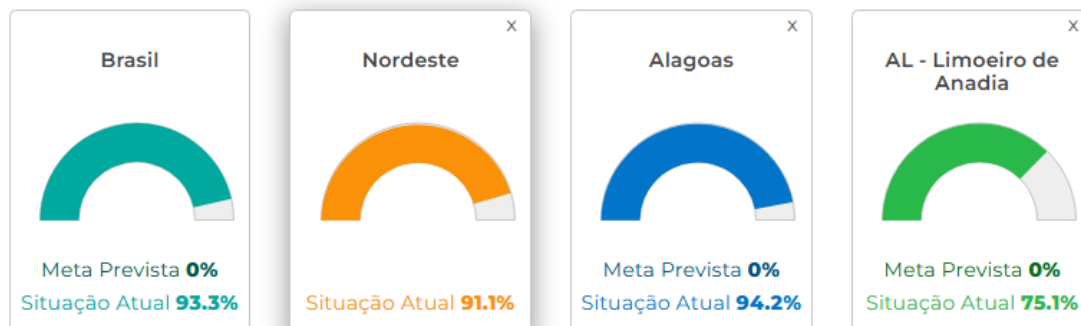 X
X
X
Brasil
Nordeste
Alagoas
AL - Limoeiro de
Anadia
Meta Prevista 0%
Meta Prevista 0%
Meta Prevista 0%
Situação Atual 93.3%
Situação Atual 91.1%
Situação Atual 94.2%
Situação Atual 75.1%